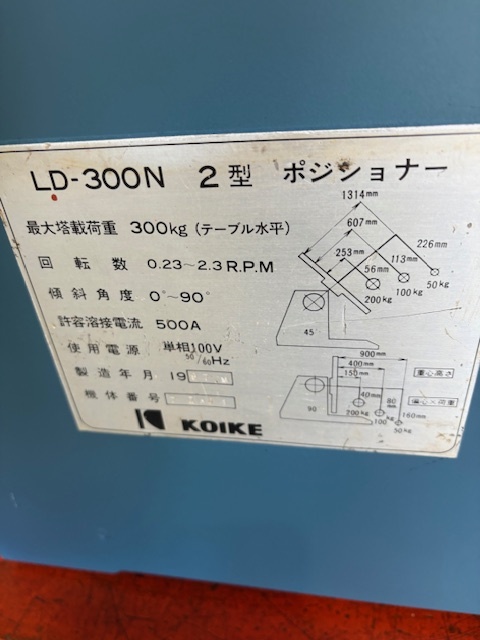 LD-300N 2型 ポジショナー
最大塔載荷重 300kg (テーブル水平)
回転数 0.23~2.3 R.P.M
傾斜角度 0°~90°
許容溶接電流 500A
使用電源 単相100V 50/60Hz
製造年月 19
機体番号
KOIKE
1314mm
607mm
253mm
226mm
113mm
56mm
50kg
100kg
200kg
45
900mm
400mm
150mm
重心高さ
40mm
80mm
160mm
偏心×荷重
200kg
100kg
50kg
90